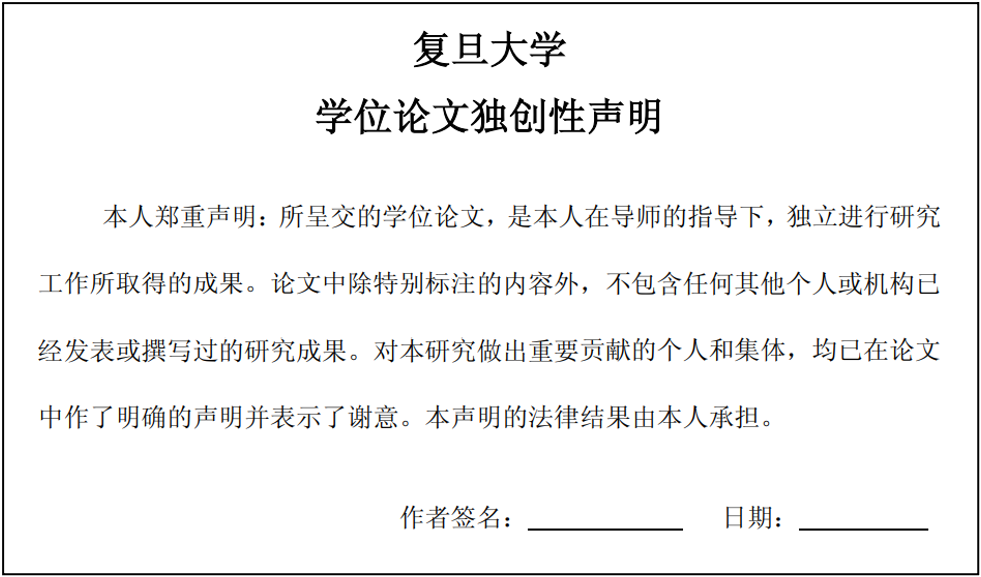 复旦大学
学位论文独创性声明
本人郑重声明：所呈交的学位论文，是本人在导师的指导下，独立进行研究
工作所取得的成果。论文中除特别标注的内容外，不包含任何其他个人或机构已
经发表或撰写过的研究成果。对本研究做出重要贡献的个人和集体，均已在论文
中作了明确的声明并表示了谢意。本声明的法律结果由本人承担。
作者签名：____________ 日期：__________